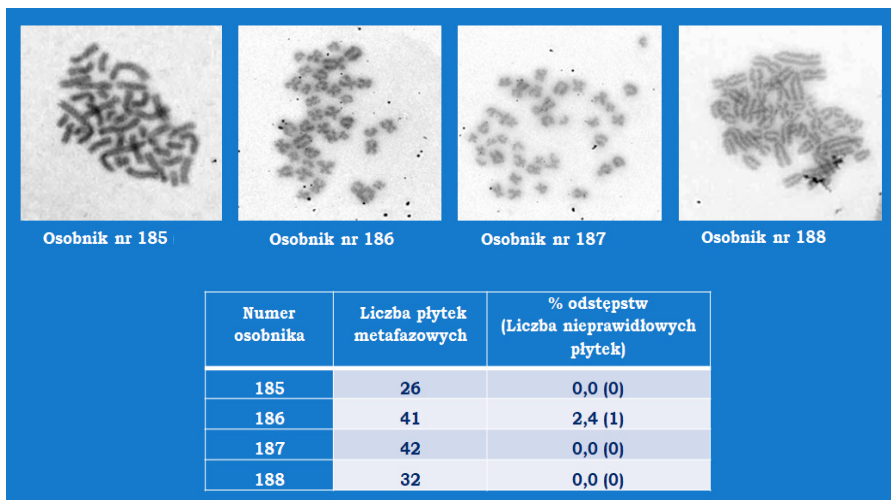 Osobnik nr 185
Osobnik nr 186
Osobnik nr 187
Osobnik nr 188
Numer
osobnika
Liczba płytek
metafazowych
% odstępstw
(Liczba nieprawidłowych
płytek)
185 26 0,0 (0)
186 41 2,4 (1)
187 42 0,0 (0)
188 32 0,0 (0)